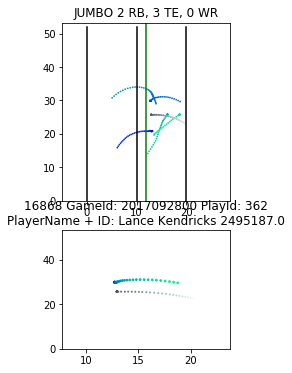 JUMBO 2 RB, 3 TE, 0 WR
50
40
30
20
10
0
0 10 20
16868 GameId: 2017092800 PlayId: 362
PlayerName + ID: Lance Kendricks 2495187.0
40
20
0
10 15 20